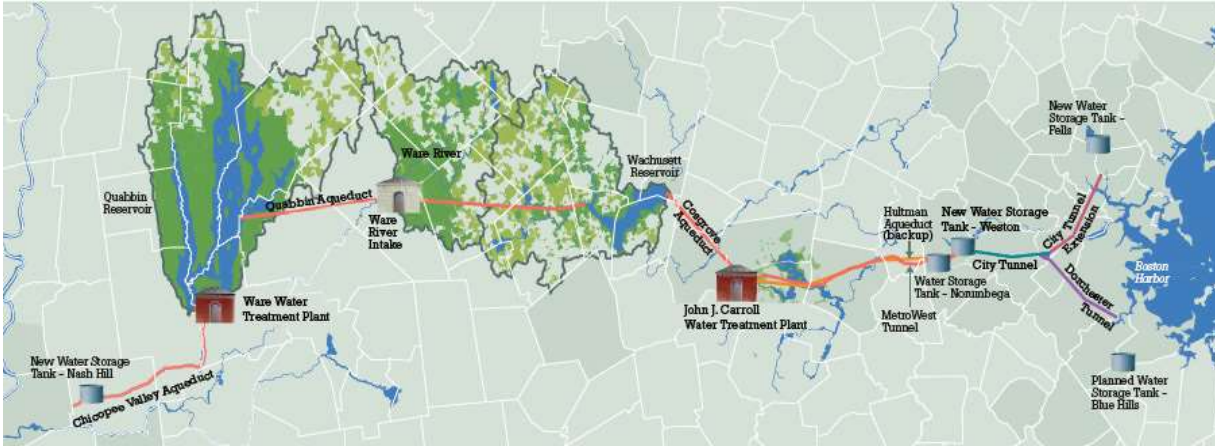 New Water
Storage Tank –
Fells
Ware River
Wachusett
Reservoir
Quabbin
Reservoir
Quabbin Aqueduct
Ware
River
Intake
Cosgrove
Aqueduct
Hultman
Aqueduct
(backup)
New Water Storage
Tank – Weston
City Tunnel
Extension
City Tunnel
Boston
Harbor
Water Storage
Tank – Norumbega
Dorchester
Tunnel
Ware Water
Treatment Plant
John J. Carroll
Water Treatment Plant
MetroWest
Tunnel
New Water Storage
Tank – Nash Hill
Chicopee Valley Aqueduct
Planned Water
Storage Tank –
Blue Hills